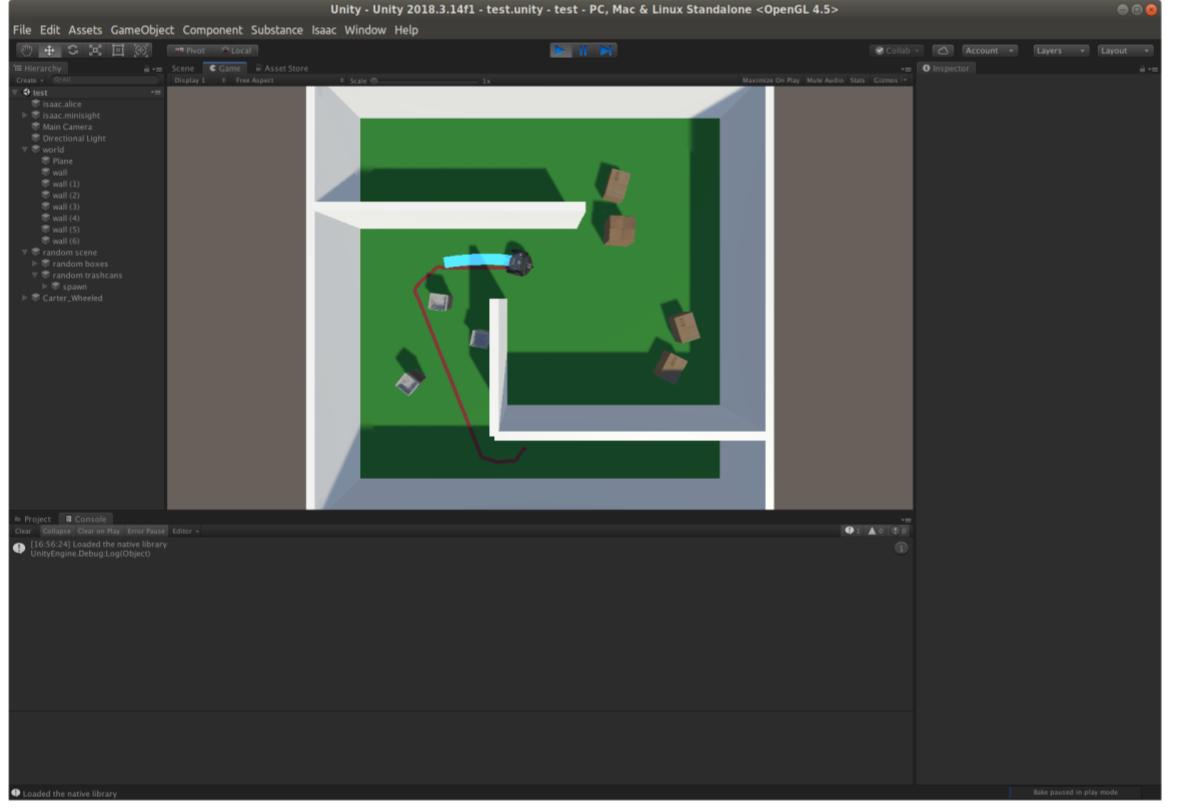 Unity - Unity 2018.3.14f1 - test.unity - test - PC, Mac & Linux Standalone <OpenGL 4.5>
File Edit Assets GameObject Component Substance Isaac Window Help
Pivot Local Collab Account Layers Layout
Hierarchy Scene Game Asset Store Inspector
Create Display 1 Free Aspect Scale 1x Maximize On Play Mute Audio Stats Gizmos
test
isaac.alice
isaac.minisight
Main Camera
Directional Light
world
Plane
wall
wall (1)
wall (2)
wall (3)
wall (4)
wall (5)
wall (6)
random scene
random boxes
random trashcans
spawn
Carter_Wheeled
Project Console
Clear Collapse Clear on Play Error Pause Editor
[16:56:24] Loaded the native library
UnityEngine.Debug:Log(Object)
Loaded the native library Bake paused in play mode